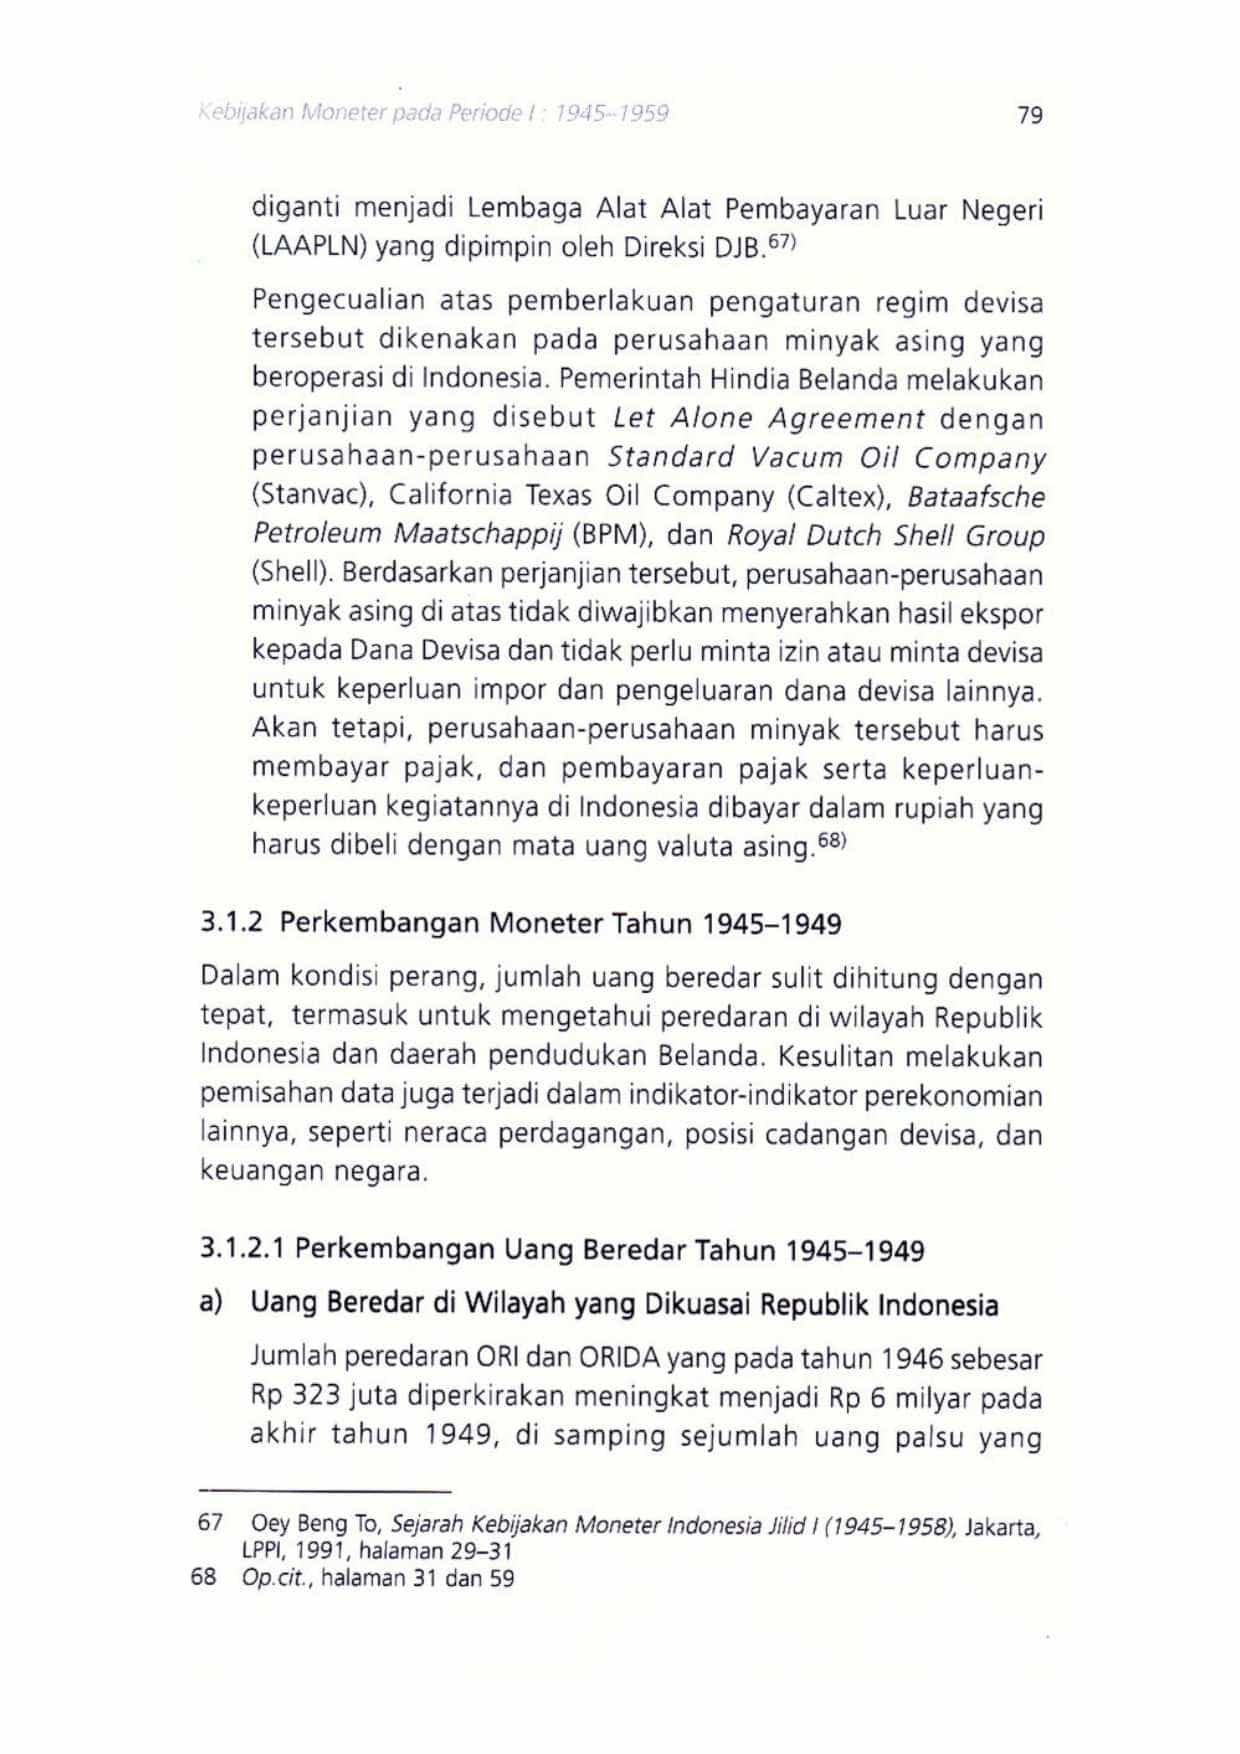 Kebijakan Moneter pada Periode I : 1945–1959 79
diganti menjadi Lembaga Alat Alat Pembayaran Luar Negeri
(LAAPLN) yang dipimpin oleh Direksi DJB.67)
Pengecualian atas pemberlakuan pengaturan regim devisa
tersebut dikenakan pada perusahaan minyak asing yang
beroperasi di Indonesia. Pemerintah Hindia Belanda melakukan
perjanjian yang disebut Let Alone Agreement dengan
perusahaan-perusahaan Standard Vacum Oil Company
(Stanvac), California Texas Oil Company (Caltex), Bataafsche
Petroleum Maatschappij (BPM), dan Royal Dutch Shell Group
(Shell). Berdasarkan perjanjian tersebut, perusahaan-perusahaan
minyak asing di atas tidak diwajibkan menyerahkan hasil ekspor
kepada Dana Devisa dan tidak perlu minta izin atau minta devisa
untuk keperluan impor dan pengeluaran dana devisa lainnya.
Akan tetapi, perusahaan-perusahaan minyak tersebut harus
membayar pajak, dan pembayaran pajak serta keperluan-
keperluan kegiatannya di Indonesia dibayar dalam rupiah yang
harus dibeli dengan mata uang valuta asing.68)
3.1.2 Perkembangan Moneter Tahun 1945–1949
Dalam kondisi perang, jumlah uang beredar sulit dihitung dengan
tepat, termasuk untuk mengetahui peredaran di wilayah Republik
Indonesia dan daerah pendudukan Belanda. Kesulitan melakukan
pemisahan data juga terjadi dalam indikator-indikator perekonomian
lainnya, seperti neraca perdagangan, posisi cadangan devisa, dan
keuangan negara.
3.1.2.1 Perkembangan Uang Beredar Tahun 1945–1949
a) Uang Beredar di Wilayah yang Dikuasai Republik Indonesia
Jumlah peredaran ORI dan ORIDA yang pada tahun 1946 sebesar
Rp 323 juta diperkirakan meningkat menjadi Rp 6 milyar pada
akhir tahun 1949, di samping sejumlah uang palsu yang
67 Oey Beng To, Sejarah Kebijakan Moneter Indonesia Jilid I (1945–1958), Jakarta,
LPPI, 1991, halaman 29–31
68 Op.cit., halaman 31 dan 59